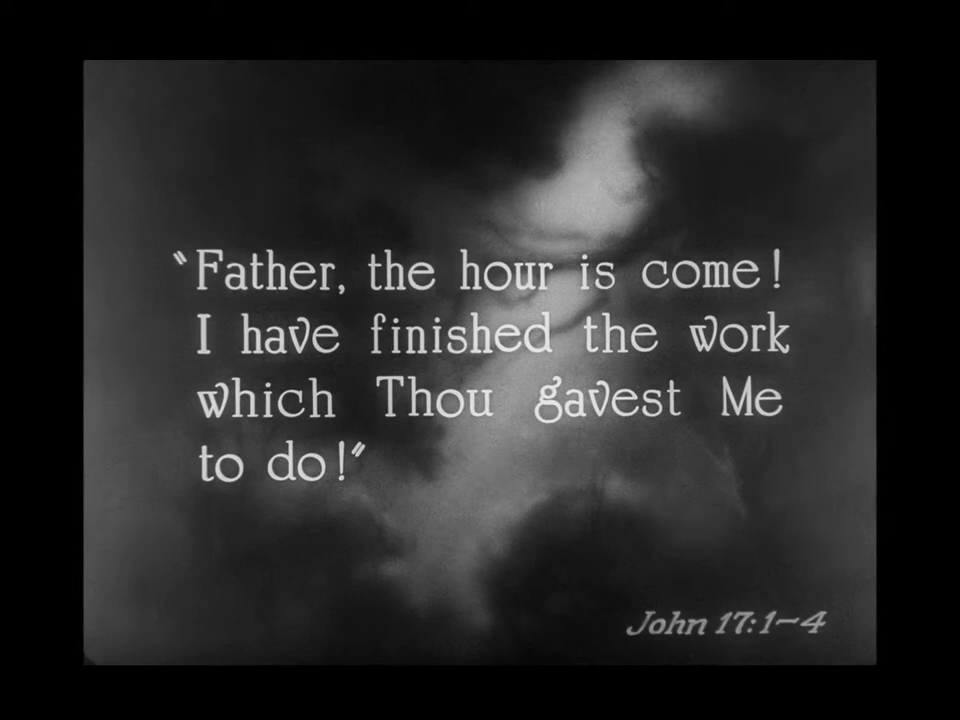 "Father, the hour is come!
I have finished the work
which Thou gavest Me
to do!"
John 17:1-4